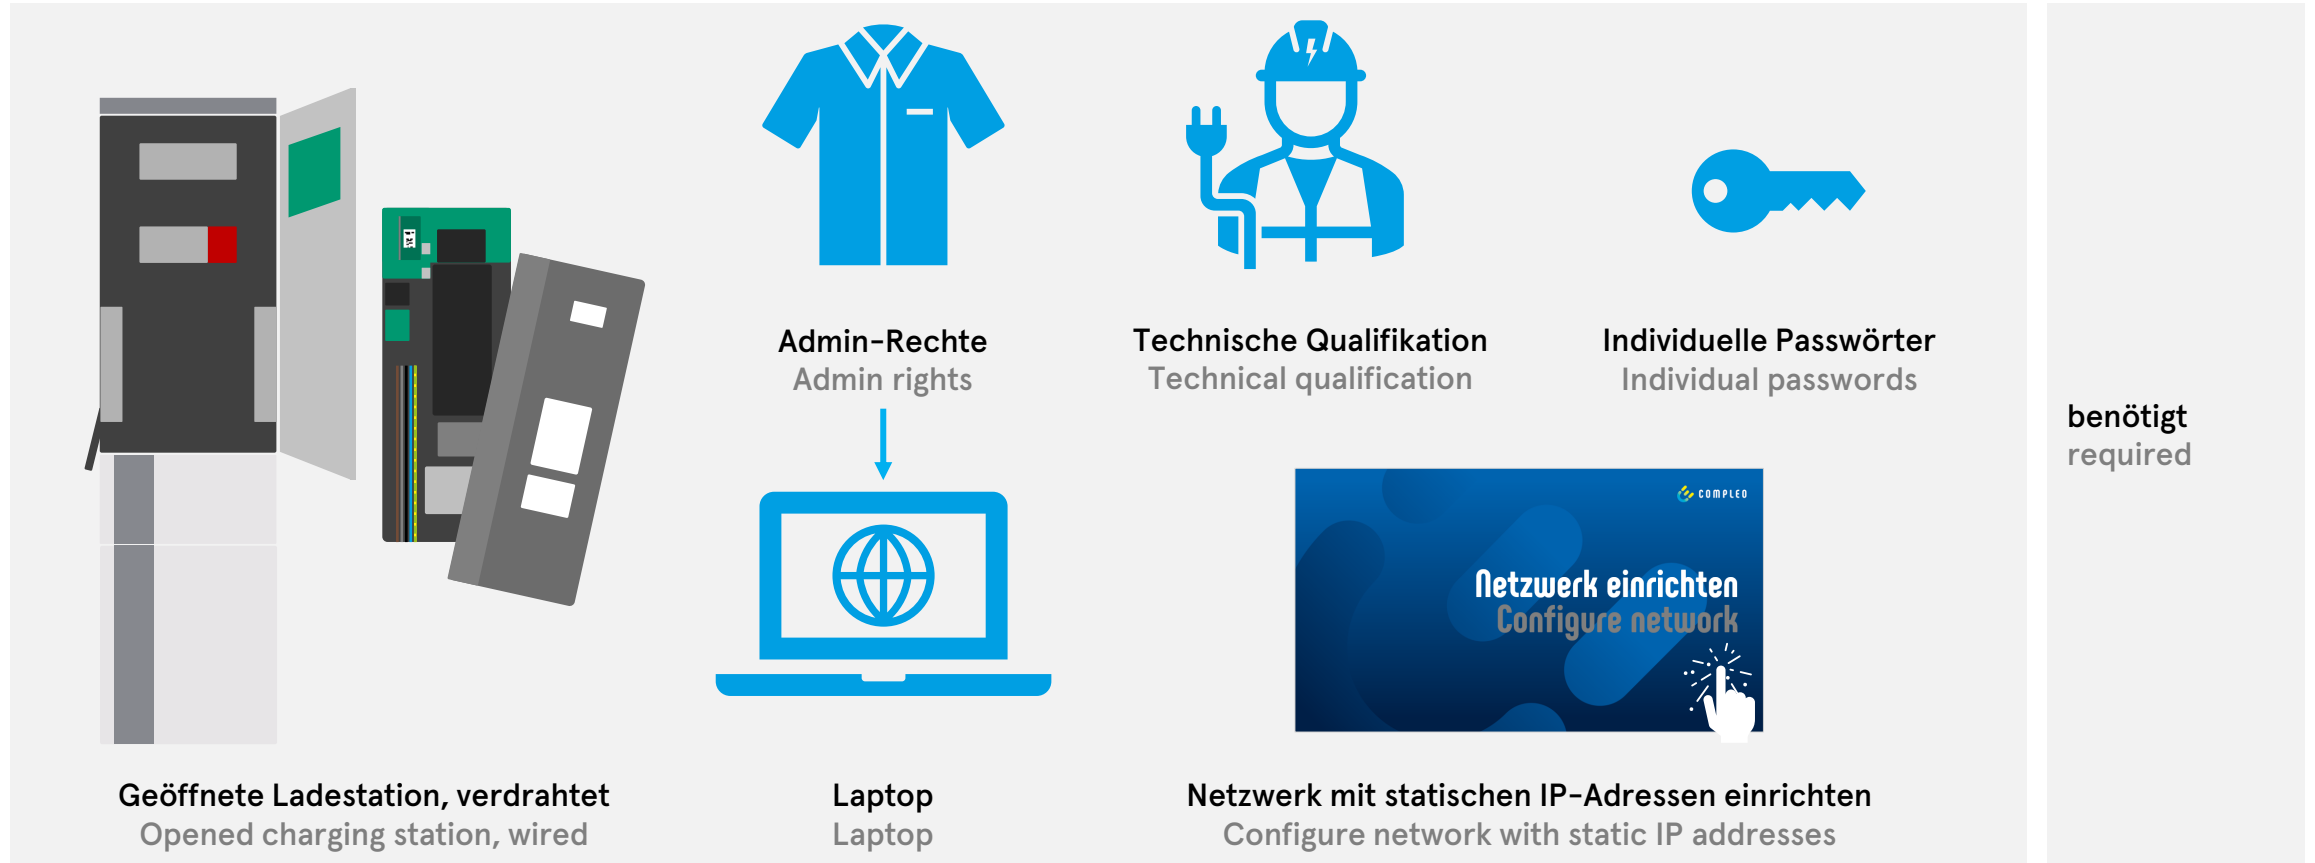 Admin-Rechte
Admin rights
Technische Qualifikation
Technical qualification
Individuelle Passwörter
Individual passwords
benötigt
required
COMPLEO
Netzwerk einrichten
Configure network
Geöffnete Ladestation, verdrahtet
Opened charging station, wired
Laptop
Laptop
Netzwerk mit statischen IP-Adressen einrichten
Configure network with static IP addresses